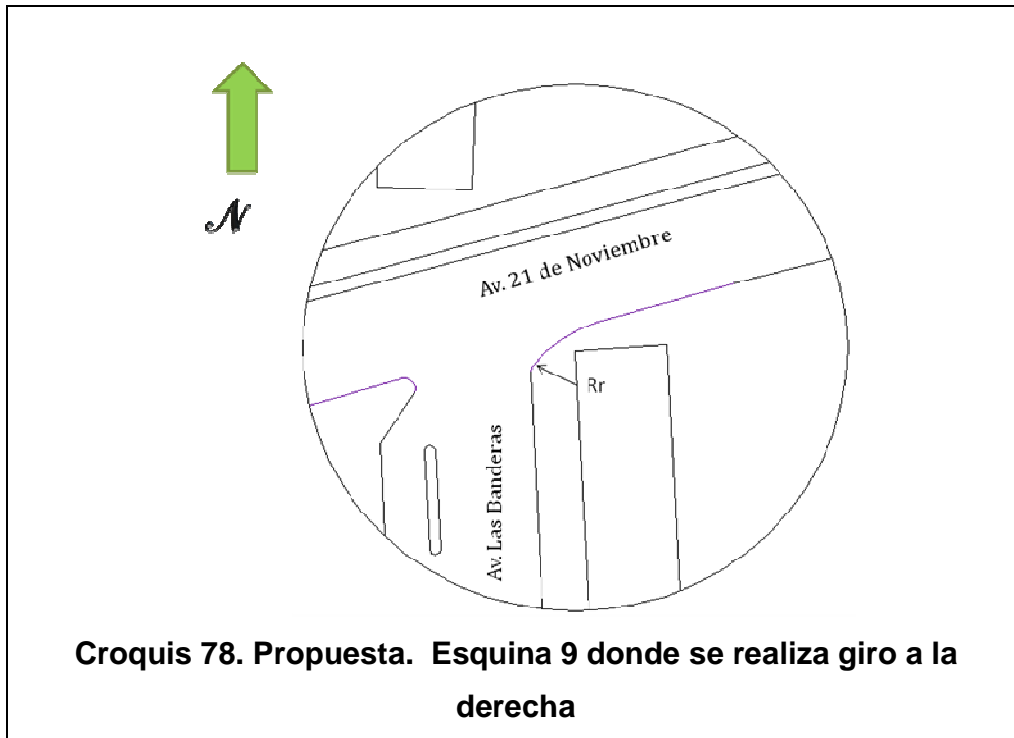 N
Av. 21 de Noviembre
Rr
Av. Las Banderas
Croquis 78. Propuesta.  Esquina 9 donde se realiza giro a la
derecha